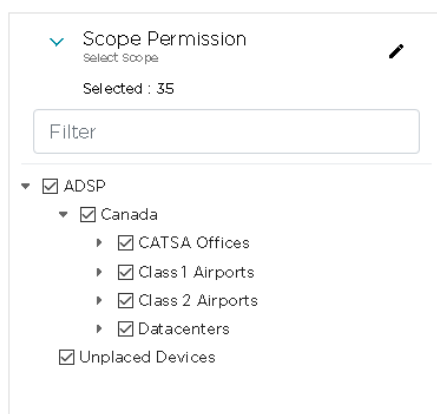 Scope Permission
Select Scope
Selected : 35
Filter
ADSP
Canada
CATSA Offices
Class 1 Airports
Class 2 Airports
Datacenters
Unplaced Devices